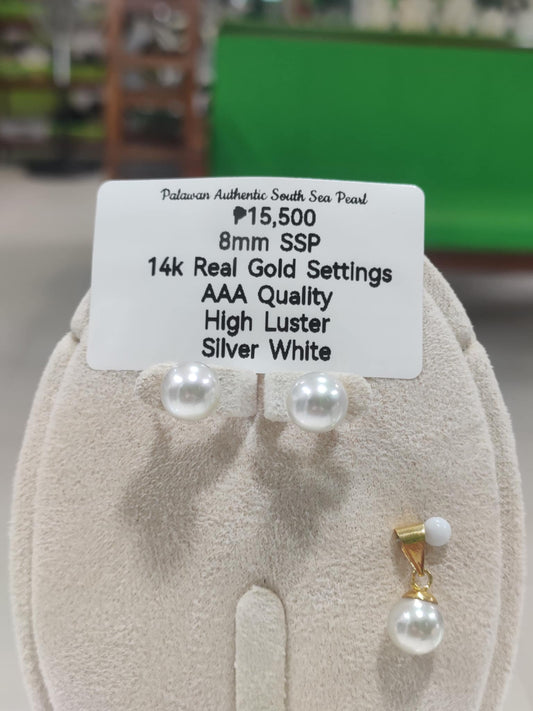 Palawan Authentic South Sea Pearl
₱15,500
8mm SSP
14k Real Gold Settings
AAA Quality
High Luster
Silver White